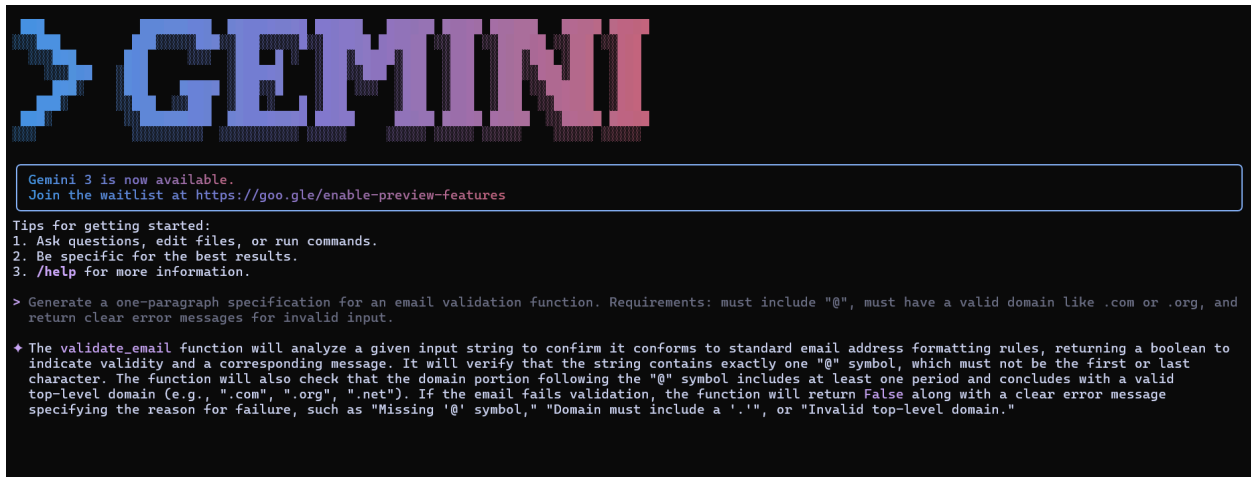 > GEMINI
Gemini 3 is now available.
Join the waitlist at https://goo.gle/enable-preview-features
Tips for getting started:
1. Ask questions, edit files, or run commands.
2. Be specific for the best results.
3. /help for more information.
> Generate a one-paragraph specification for an email validation function. Requirements: must include "@", must have a valid domain like .com or .org, and
return clear error messages for invalid input.
✦ The validate_email function will analyze a given input string to confirm it conforms to standard email address formatting rules, returning a boolean to
indicate validity and a corresponding message. It will verify that the string contains exactly one "@" symbol, which must not be the first or last
character. The function will also check that the domain portion following the "@" symbol includes at least one period and concludes with a valid
top-level domain (e.g., ".com", ".org", ".net"). If the email fails validation, the function will return False along with a clear error message
specifying the reason for failure, such as "Missing '@' symbol," "Domain must include a '.'", or "Invalid top-level domain."